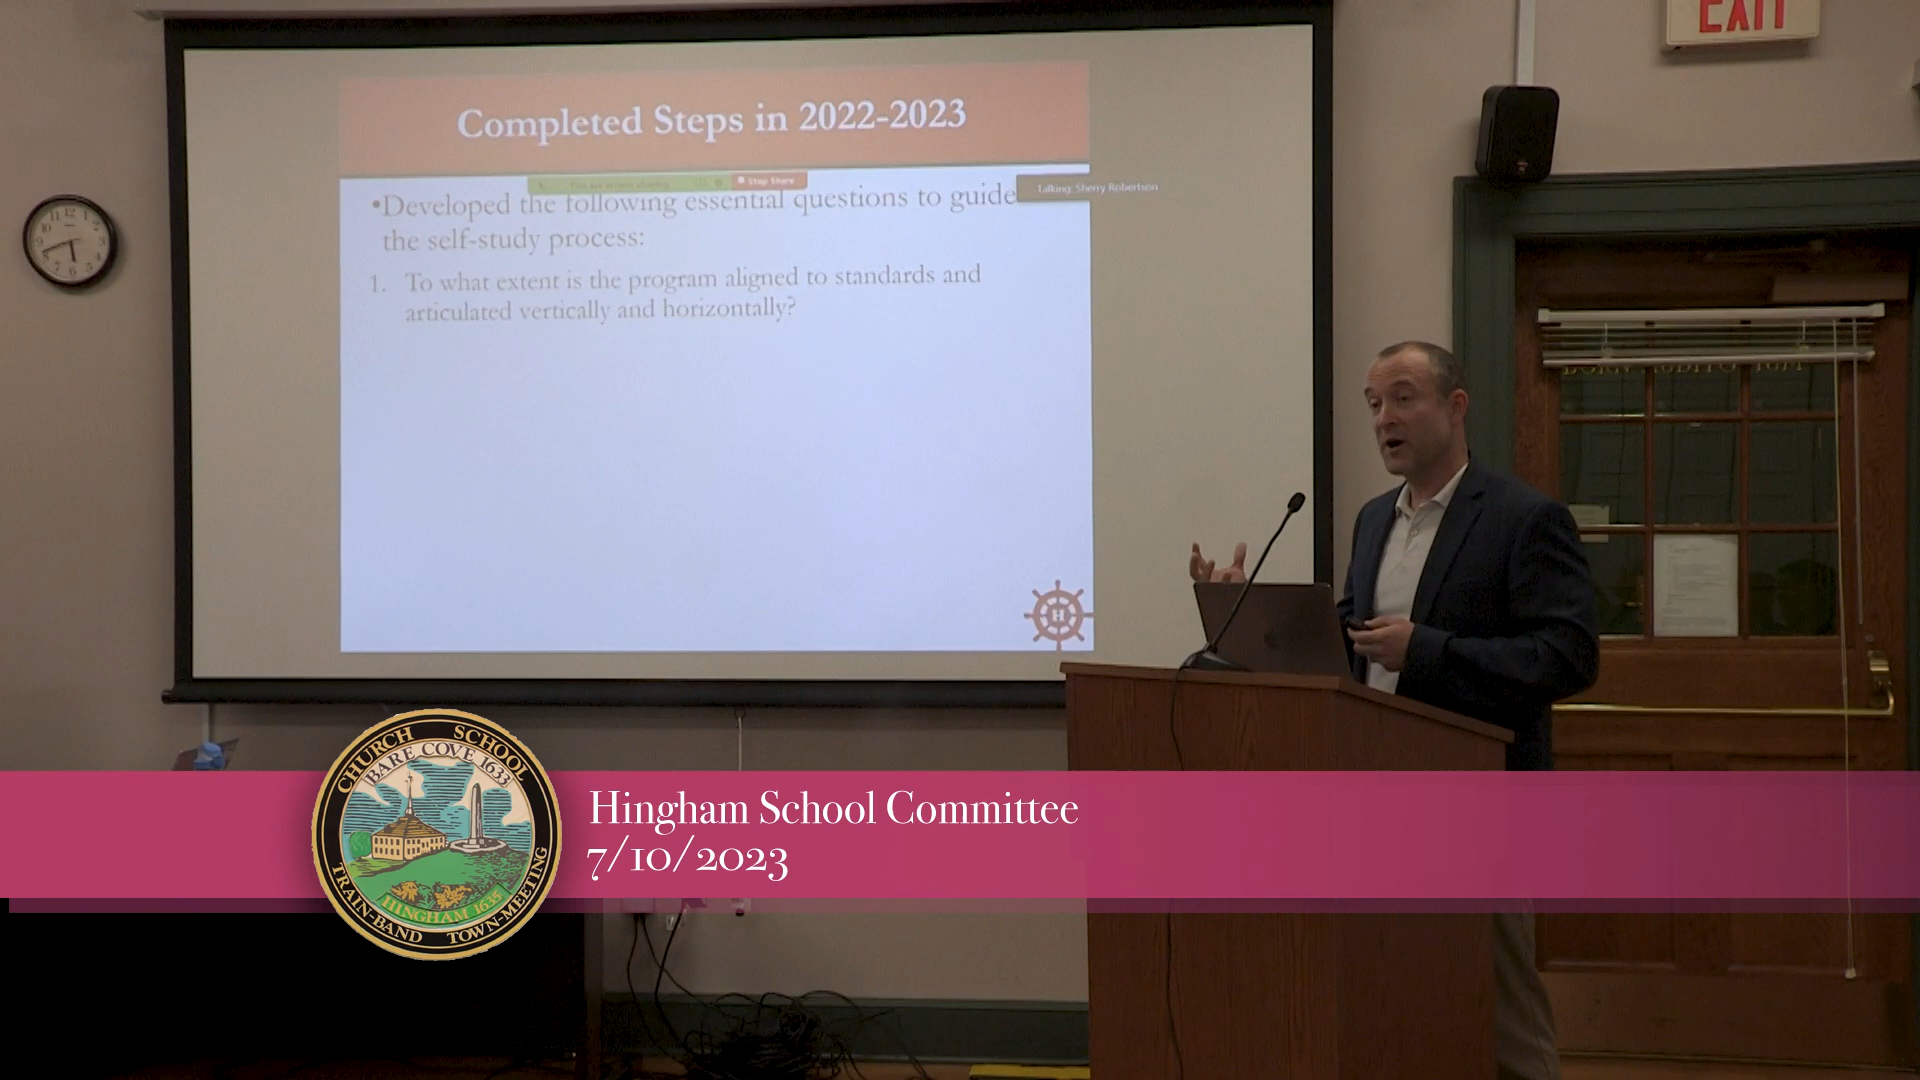 EXIT
Completed Steps in 2022-2023
Stop Share
Talking: Sherry Robertson
•Developed the following essential questions to guide
the self-study process:
1. To what extent is the program aligned to standards and
articulated vertically and horizontally?
H
CHURCH SCHOOL
BARE COVE 1633
HINGHAM 1635
TRAIN-BAND TOWN-MEETING
Hingham School Committee
7/10/2023